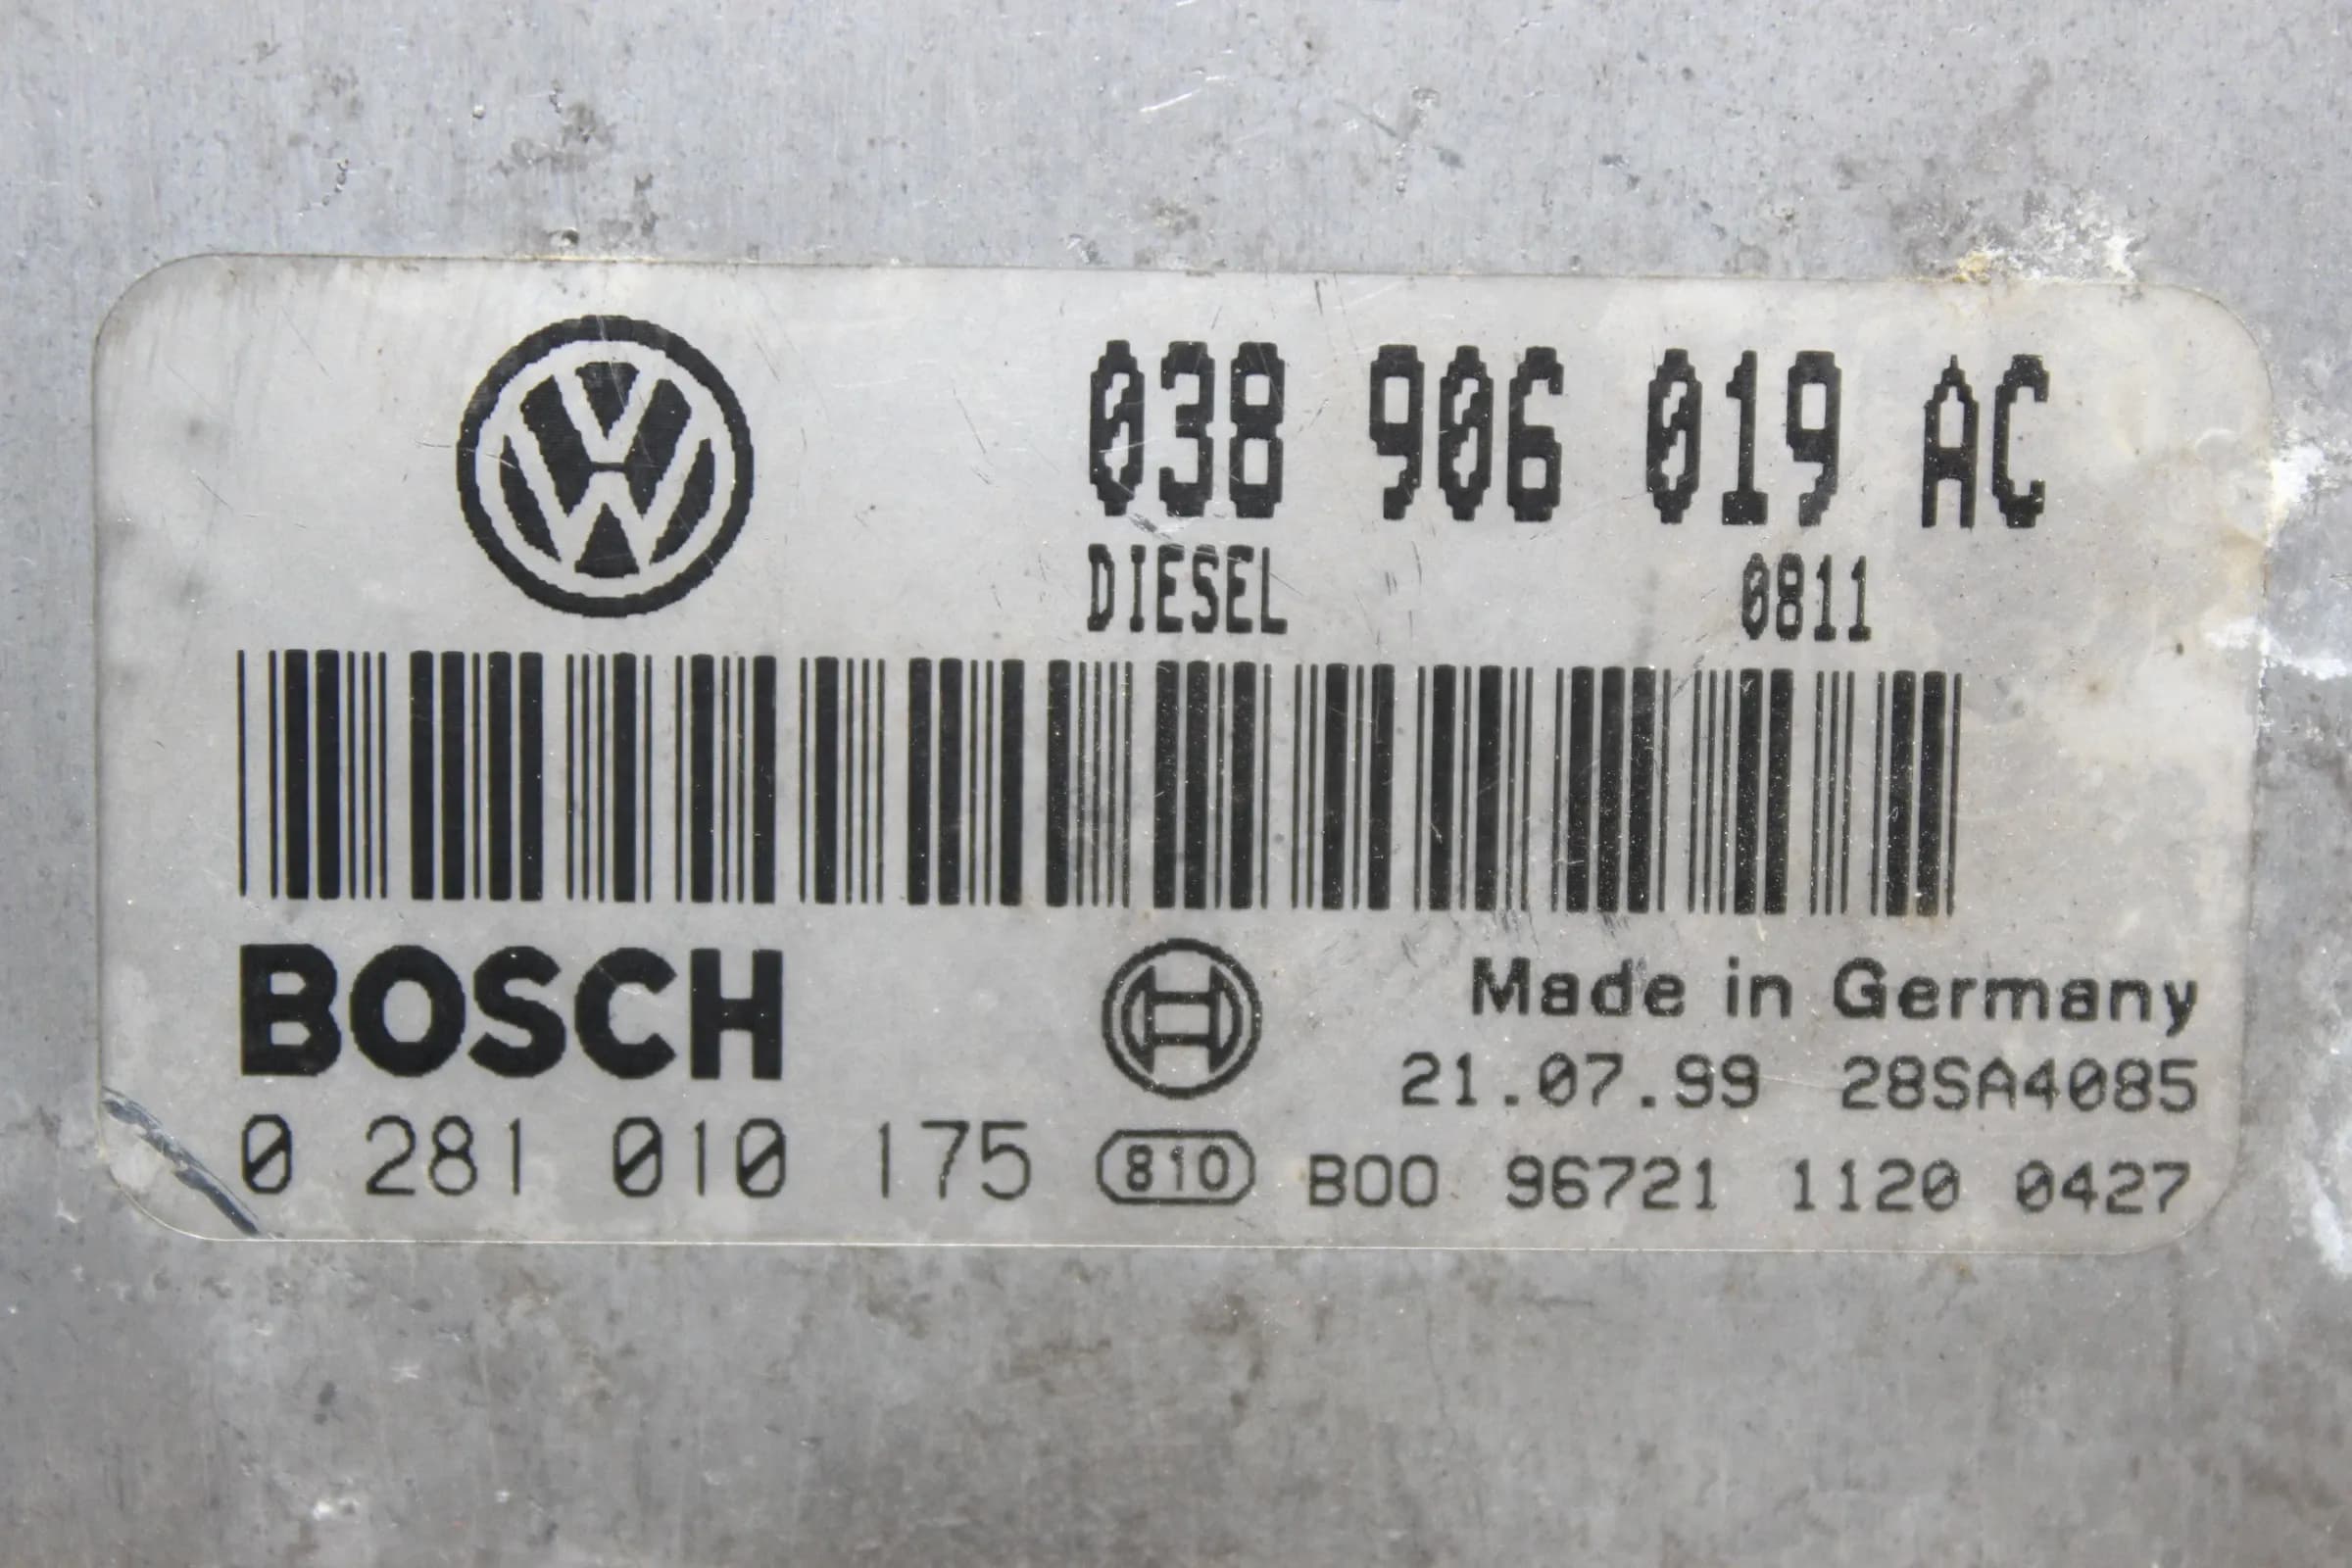 038 906 019 AC
DIESEL 0811
BOSCH
Made in Germany
21.07.99 28SA4085
0 281 010 175 810 B00 96721 1120 0427